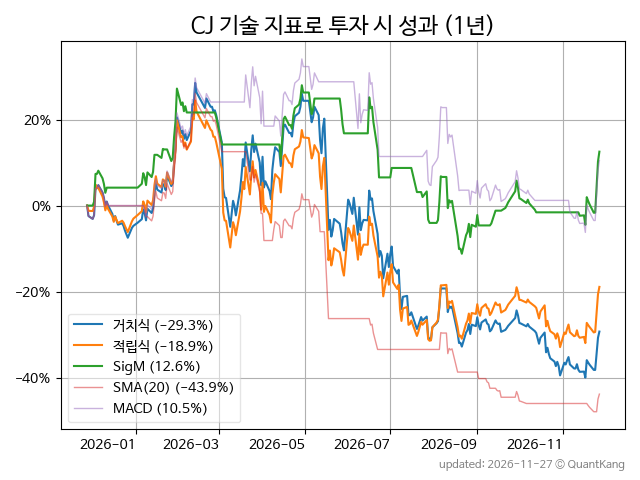 CJ 기술 지표로 투자 시 성과 (1년)
20%
0%
−20%
−40%
거치식 (−29.3%)
적립식 (−18.9%)
SigM (12.6%)
SMA(20) (−43.9%)
MACD (10.5%)
2026-01
2026-03
2026-05
2026-07
2026-09
2026-11
updated: 2026-11-27 © QuantKang